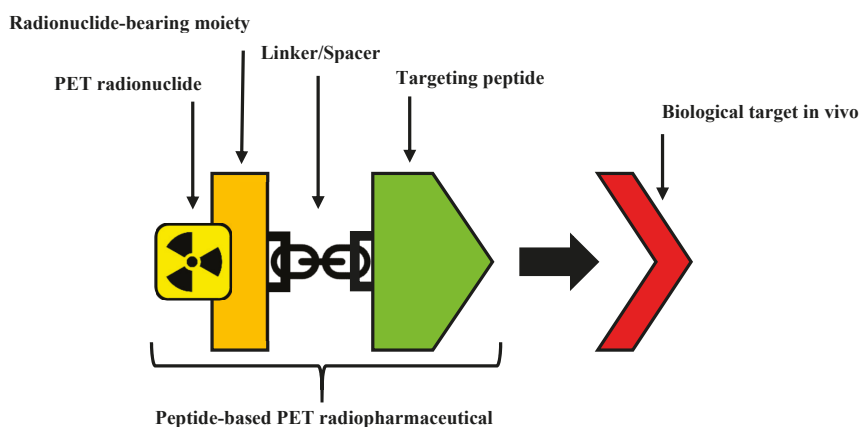 Radionuclide-bearing moiety
Linker/Spacer
PET radionuclide
Targeting peptide
Biological target in vivo
Peptide-based PET radiopharmaceutical